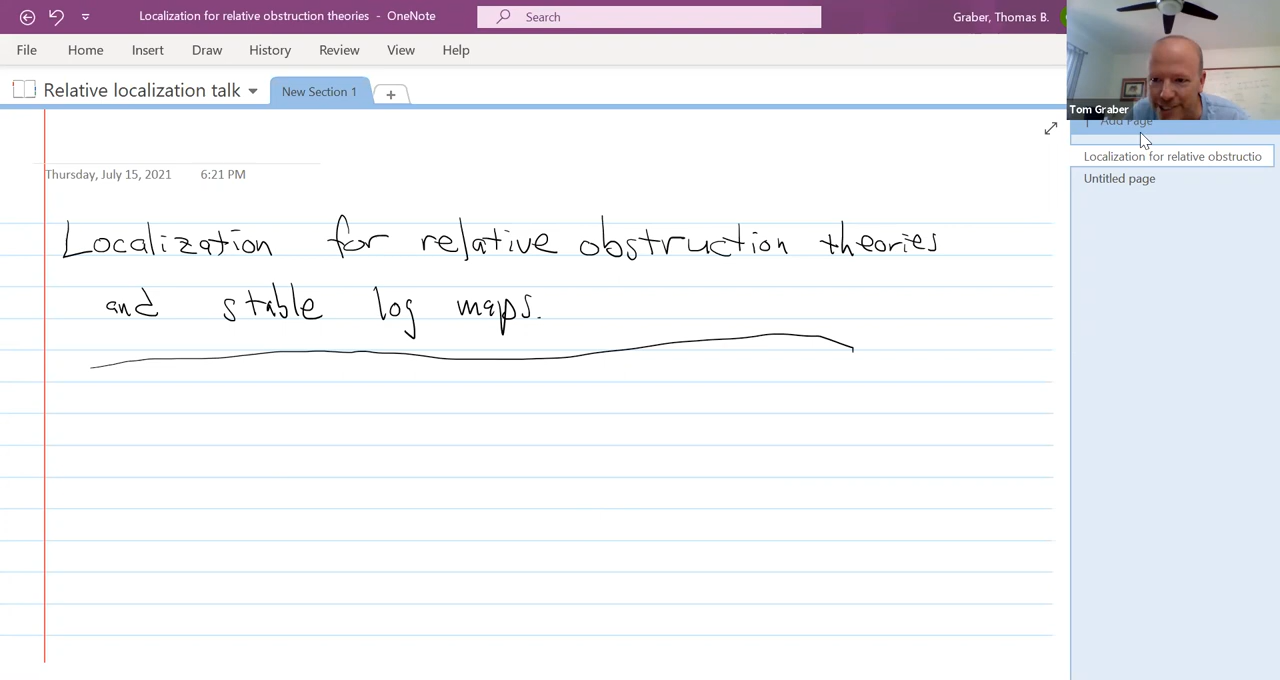 Localization for relative obstruction theories - OneNote
Search
Graber, Thomas B.
File Home Insert Draw History Review View Help
Relative localization talk
New Section 1
Tom Graber
Add Page
Localization for relative obstructio
Untitled page
Thursday, July 15, 2021 6:21 PM
Localization for relative obstruction theories
and stable log maps.